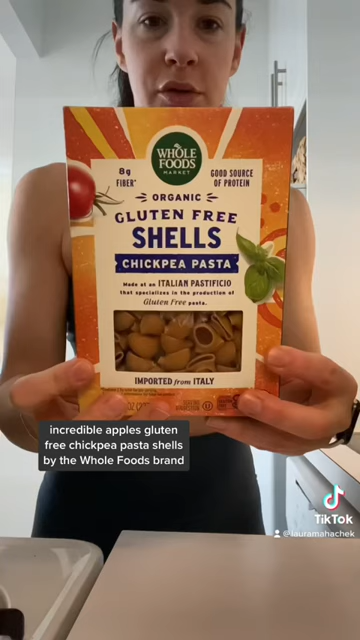 WHOLE
FOODS
MARKET
8g
FIBER*
GOOD SOURCE
OF PROTEIN
ORGANIC
GLUTEN FREE
SHELLS
CHICKPEA PASTA
Made at an ITALIAN PASTIFICIO
that specializes in the production of
Gluten Free pasta.
IMPORTED from ITALY
incredible apples gluten
free chickpea pasta shells
by the Whole Foods brand
TikTok
@lauramahachek